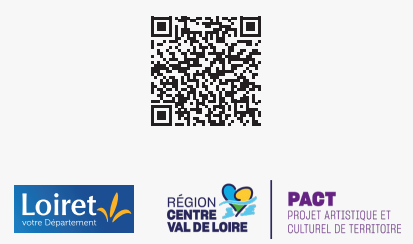 Loiret
votre Département
RÉGION
CENTRE
VAL DE LOIRE
PACT
PROJET ARTISTIQUE ET
CULTUREL DE TERRITOIRE